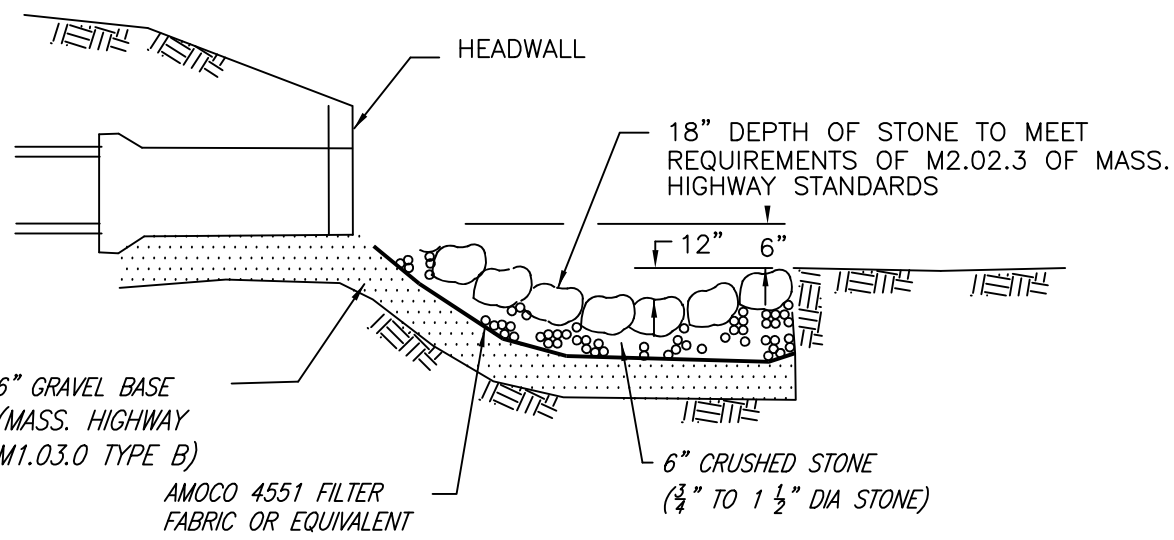 HEADWALL
18" DEPTH OF STONE TO MEET
REQUIREMENTS OF M2.02.3 OF MASS.
HIGHWAY STANDARDS
12"
6"
6" GRAVEL BASE
(MASS. HIGHWAY
M1.03.0 TYPE B)
AMOCO 4551 FILTER
FABRIC OR EQUIVALENT
6" CRUSHED STONE
(3/4" TO 1 1/2" DIA STONE)